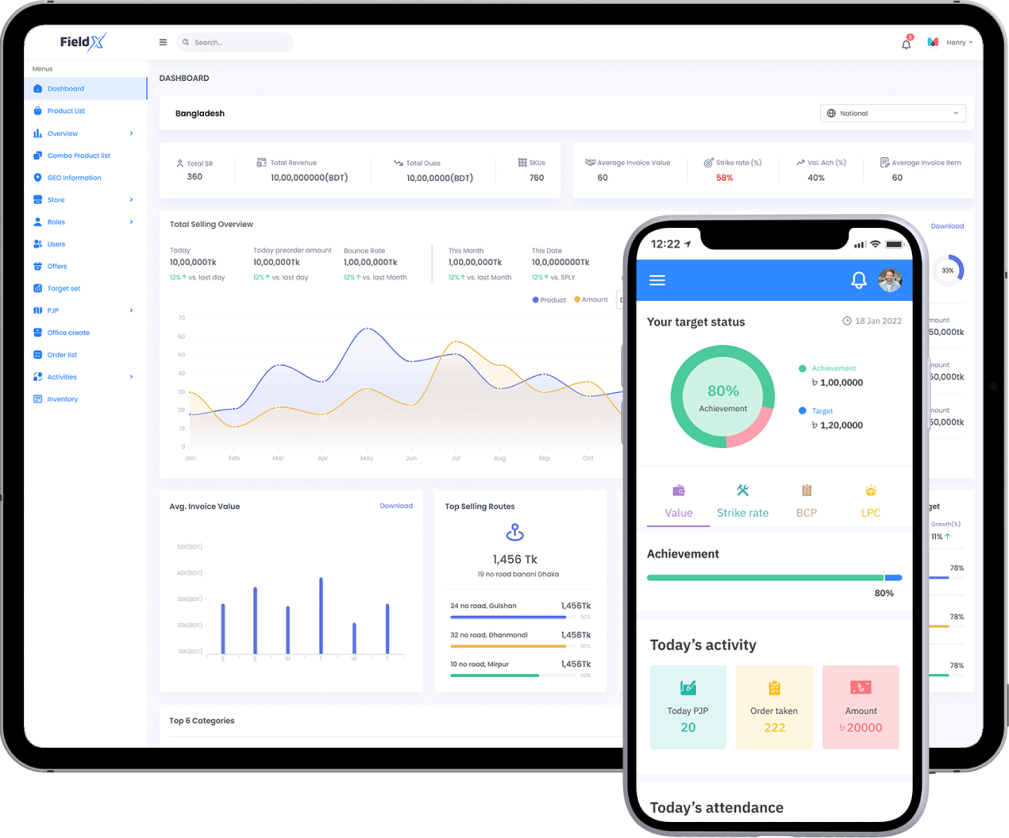 FieldX
Search..
2
Henry
Menus
Dashboard
Product List
Overview
Combo Product list
GEO Information
Store
Roles
Users
Offers
Target set
PJP
Office create
Order list
Activities
Inventory
DASHBOARD
Bangladesh
National
Total SR
360
Total Revenue
10,00,000000(BDT)
Total Dues
10,00,0000(BDT)
SKUs
760
Average Invoice Value
60
Strike rate (%)
58%
Vol. Ach (%)
40%
Average Invoice Item
60
Total Selling Overview
Download
Today
10,00,000Tk
12% vs. last day
Today preorder amount
10,00,000Tk
12% vs. last day
Bounce Rate
1,00,00,000Tk
12% vs. last Month
This Month
1,00,00,000Tk
12% vs. last Month
This Date
10,0,0000000Tk
12% vs. SPLY
Product
Amount
33%
mount
50,000tk
mount
50,000tk
mount
50,000tk
70
60
50
40
30
20
10
0
Jan
Feb
Mar
Apr
May
Jun
Jul
Aug
Sep
Oct
Avg. Invoice Value
Download
50X(BDT)
40X(BDT)
30X(BDT)
20X(BDT)
10X(BDT)
S
S
M
T
W
T
Top Selling Routes
1,456 Tk
19 no road banani Dhaka
24 no road, Gulshan
1,456Tk
90%
32 no road, Dhanmondi
1,456Tk
90%
10 no road, Mirpur
1,456Tk
Top 6 Categories
get
Growth(%)
11%
78%
78%
78%
12:22
Your target status
18 Jan 2022
80%
Achievement
Achievement
৳ 1,00,0000
Target
৳ 1,20,0000
Value
Strike rate
BCP
LPC
Achievement
80%
Today's activity
Today PJP
20
Order taken
222
Amount
৳ 20000
Today's attendance